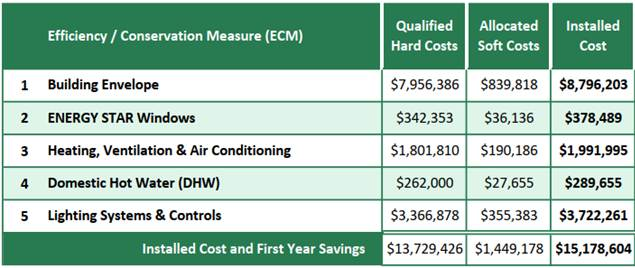 Efficiency / Conservation Measure (ECM) Qualified Hard Costs Allocated Soft Costs Installed Cost
1 Building Envelope $7,956,386 $839,818 $8,796,203
2 ENERGY STAR Windows $342,353 $36,136 $378,489
3 Heating, Ventilation & Air Conditioning $1,801,810 $190,186 $1,991,995
4 Domestic Hot Water (DHW) $262,000 $27,655 $289,655
5 Lighting Systems & Controls $3,366,878 $355,383 $3,722,261
Installed Cost and First Year Savings $13,729,426 $1,449,178 $15,178,604